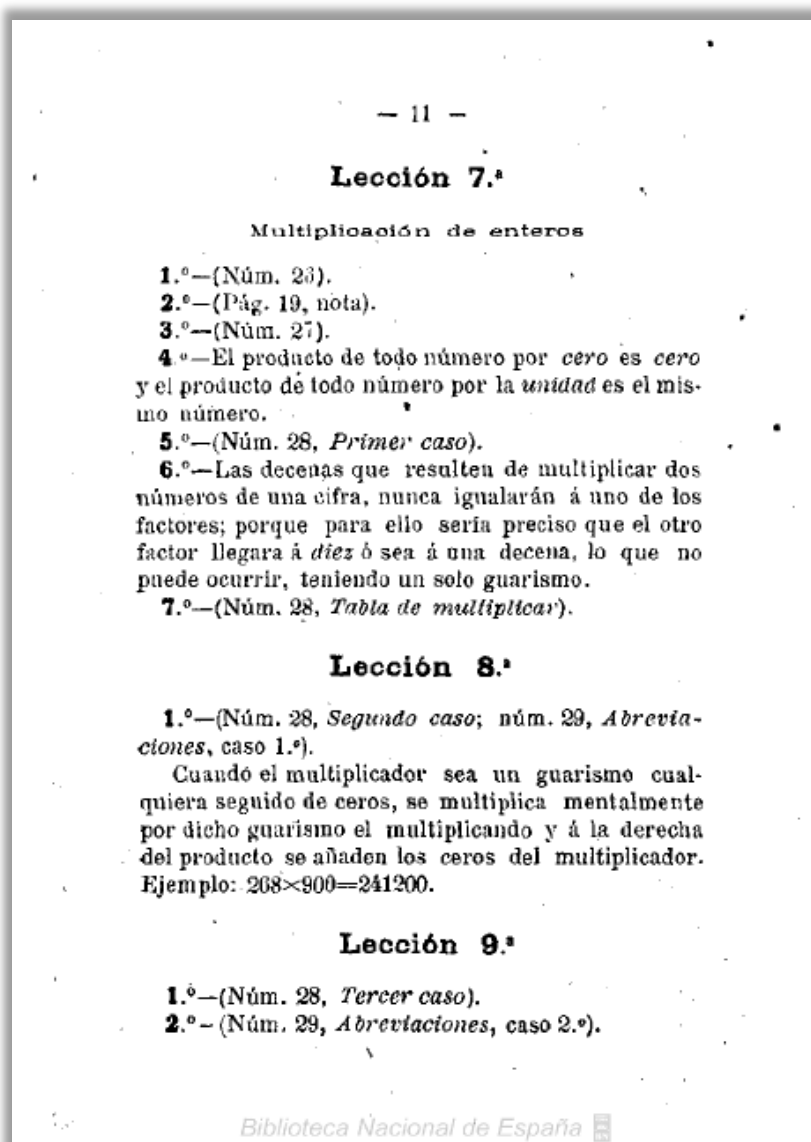 — 11 —
Lección 7.ª
Multiplicación de enteros
1.º—(Núm. 26).
2.º—(Pág. 19, nota).
3.º—(Núm. 27).
4.º—El producto de todo número por cero es cero
y el producto de todo número por la unidad es el mis-
mo número.
5.º—(Núm. 28, Primer caso).
6.º—Las decenas que resulten de multiplicar dos
números de una cifra, nunca igualarán á uno de los
factores; porque para ello sería preciso que el otro
factor llegara á diez ó sea á una decena, lo que no
puede ocurrir, teniendo un solo guarismo.
7.º—(Núm. 28, Tabla de multiplicar).
Lección 8.ª
1.º—(Núm. 28, Segundo caso; núm. 29, Abrevia-
ciones, caso 1.º).
Cuando el multiplicador sea un guarismo cual-
quiera seguido de ceros, se multiplica mentalmente
por dicho guarismo el multiplicando y á la derecha
del producto se añaden los ceros del multiplicador.
Ejemplo: 268×900==241200.
Lección 9.ª
1.º—(Núm. 28, Tercer caso).
2.º—(Núm. 29, Abreviaciones, caso 2.º).
Biblioteca Nacional de España